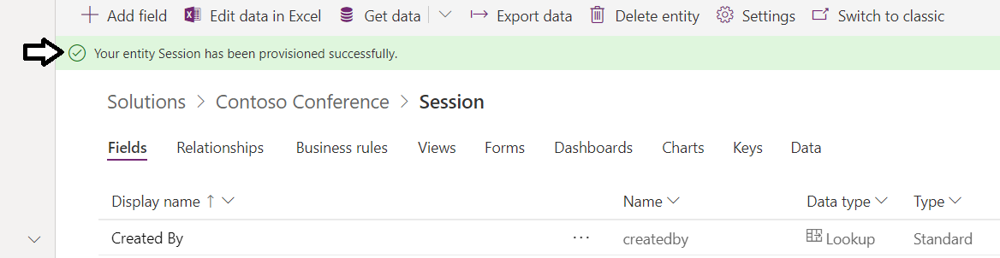 Add field Edit data in Excel Get data Export data Delete entity Settings Switch to classic
Your entity Session has been provisioned successfully.
Solutions > Contoso Conference > Session
Fields Relationships Business rules Views Forms Dashboards Charts Keys Data
Display name ↑ Name Data type Type
Created By ··· createdby Lookup Standard